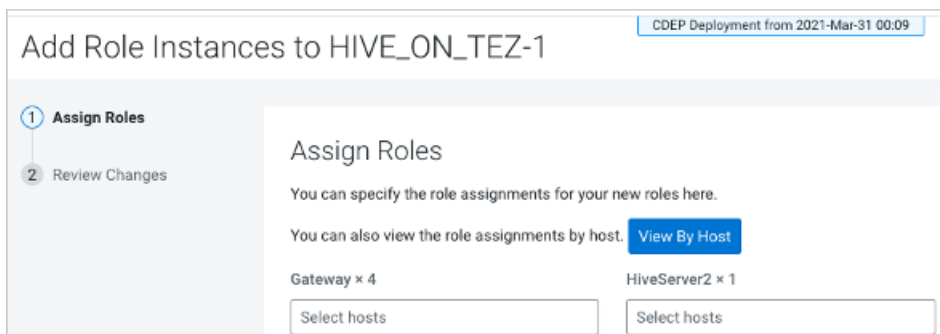 CDEP Deployment from 2021-Mar-31 00:09
Add Role Instances to HIVE_ON_TEZ-1
1 Assign Roles
2 Review Changes
Assign Roles
You can specify the role assignments for your new roles here.
You can also view the role assignments by host. View By Host
Gateway × 4 HiveServer2 × 1
Select hosts Select hosts